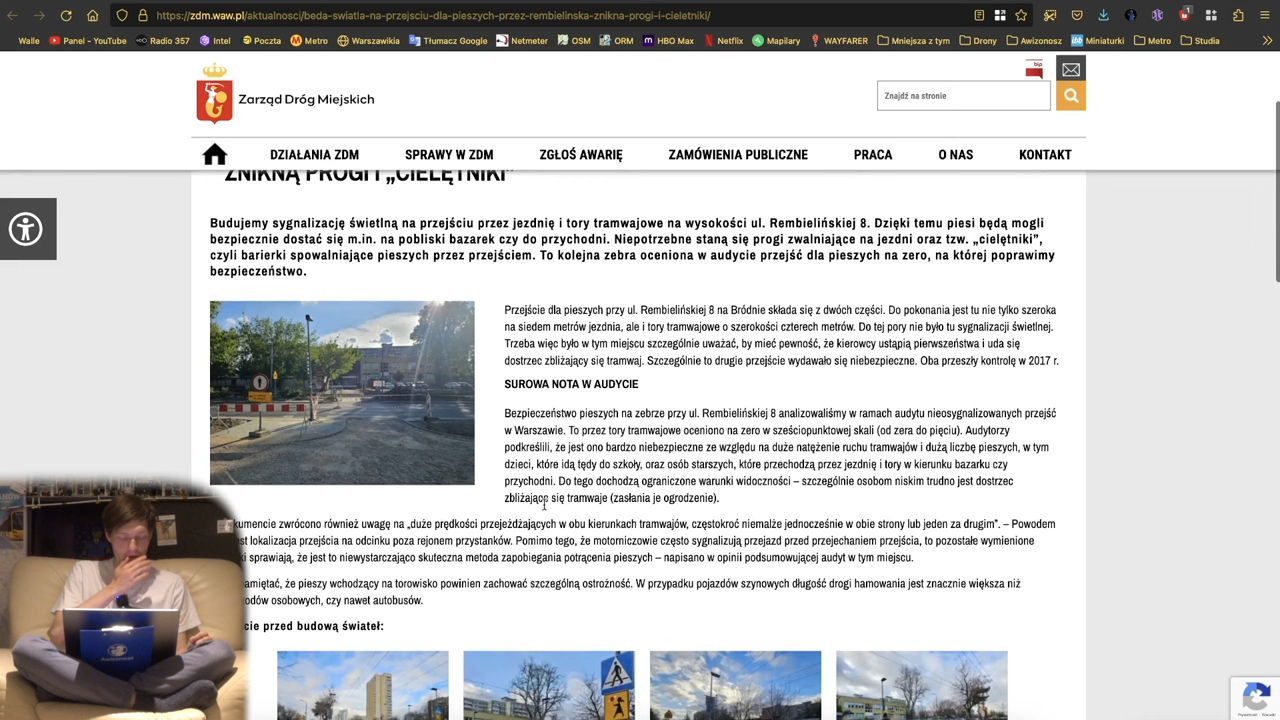 https://zdm.waw.pl/aktualnosci/beda-swiatla-na-przejsciu-dla-pieszych-przez-rembielinska-znikna-progi-i-cieletniki/
Walle Panel - YouTube Radio 357 Intel Poczta Metro Warszawikia Tłumacz Google Netmeter OSM ORM HBO Max Netflix Mapilary WAYFARER Mniejsza z tym Drony Awizonosz Miniaturki Metro Studia
bip
Zarząd Dróg Miejskich
Znajdź na stronie
DZIAŁANIA ZDM SPRAWY W ZDM ZGŁOŚ AWARIĘ ZAMÓWIENIA PUBLICZNE PRACA O NAS KONTAKT
ZNIKNĄ PROGI I „CIELĘTNIKI”
Budujemy sygnalizację świetlną na przejściu przez jezdnię i tory tramwajowe na wysokości ul. Rembielińskiej 8. Dzięki temu piesi będą mogli
bezpiecznie dostać się m.in. na pobliski bazarek czy do przychodni. Niepotrzebne staną się progi zwalniające na jezdni oraz tzw. „cielętniki”,
czyli barierki spowalniające pieszych przez przejściem. To kolejna zebra oceniona w audycie przejść dla pieszych na zero, na której poprawimy
bezpieczeństwo.
Przejście dla pieszych przy ul. Rembielińskiej 8 na Bródnie składa się z dwóch części. Do pokonania jest tu nie tylko szeroka
na siedem metrów jezdnia, ale i tory tramwajowe o szerokości czterech metrów. Do tej pory nie było tu sygnalizacji świetlnej.
Trzeba więc było w tym miejscu szczególnie uważać, by mieć pewność, że kierowcy ustąpią pierwszeństwa i uda się
dostrzec zbliżający się tramwaj. Szczególnie to drugie przejście wydawało się niebezpieczne. Oba przeszły kontrolę w 2017 r.
SUROWA NOTA W AUDYCIE
Bezpieczeństwo pieszych na zebrze przy ul. Rembielińskiej 8 analizowaliśmy w ramach audytu nieosygnalizowanych przejść
w Warszawie. To przez tory tramwajowe oceniono na zero w sześciopunktowej skali (od zera do pięciu). Audytorzy
podkreślili, że jest ono bardzo niebezpieczne ze względu na duże natężenie ruchu tramwajów i dużą liczbę pieszych, w tym
dzieci, które idą tędy do szkoły, oraz osób starszych, które przechodzą przez jezdnię i tory w kierunku bazarku czy
przychodni. Do tego dochodzą ograniczone warunki widoczności – szczególnie osobom niskim trudno jest dostrzec
zbliżające się tramwaje (zasłania je ogrodzenie).
kumencie zwrócono również uwagę na „duże prędkości przejeżdżających w obu kierunkach tramwajów, częstokroć niemalże jednocześnie w obie strony lub jeden za drugim”. – Powodem
st lokalizacja przejścia na odcinku poza rejonem przystanków. Pomimo tego, że motorniczowie często sygnalizują przejazd przed przejechaniem przejścia, to pozostałe wymienione
ki sprawiają, że jest to niewystarczająco skuteczna metoda zapobiegania potrącenia pieszych – napisano w opinii podsumowującej audyt w tym miejscu.
amiętać, że pieszy wchodzący na torowisko powinien zachować szczególną ostrożność. W przypadku pojazdów szynowych długość drogi hamowania jest znacznie większa niż
hodów osobowych, czy nawet autobusów.
cie przed budową świateł: